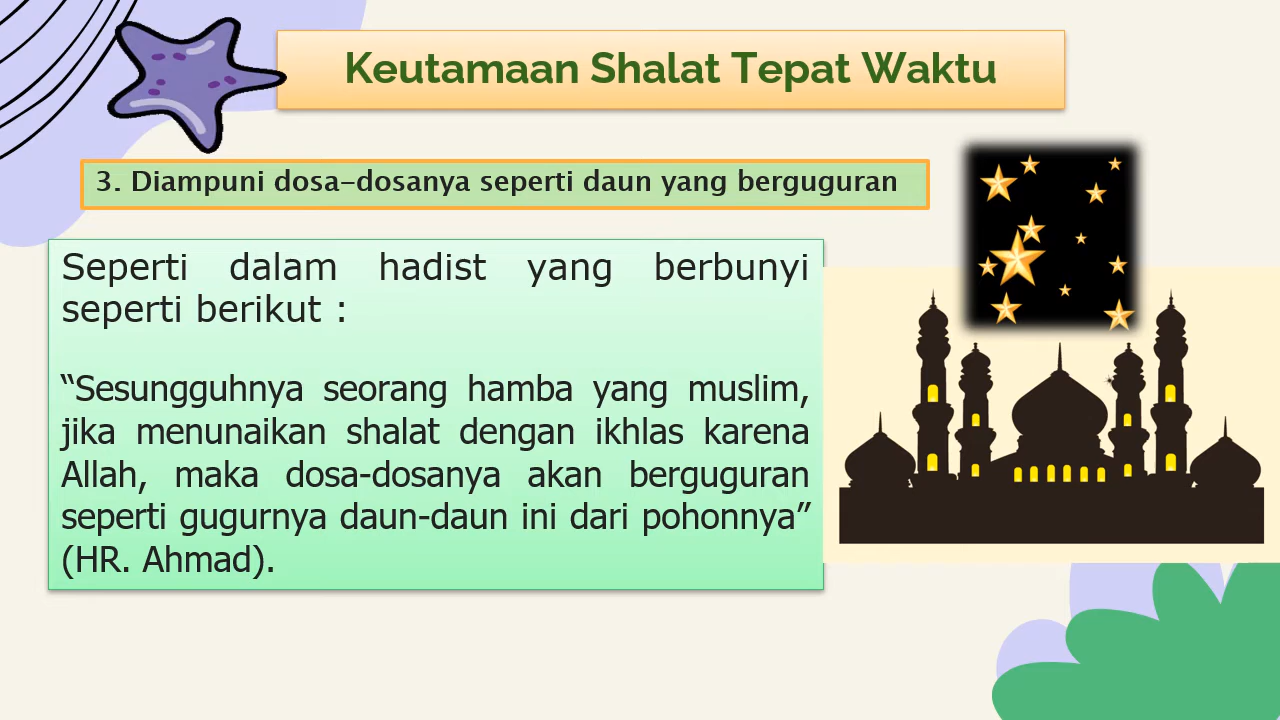 Keutamaan Shalat Tepat Waktu
3. Diampuni dosa-dosanya seperti daun yang berguguran
Seperti dalam hadist yang berbunyi
seperti berikut :
“Sesungguhnya seorang hamba yang muslim,
jika menunaikan shalat dengan ikhlas karena
Allah, maka dosa-dosanya akan berguguran
seperti gugurnya daun-daun ini dari pohonnya”
(HR. Ahmad).